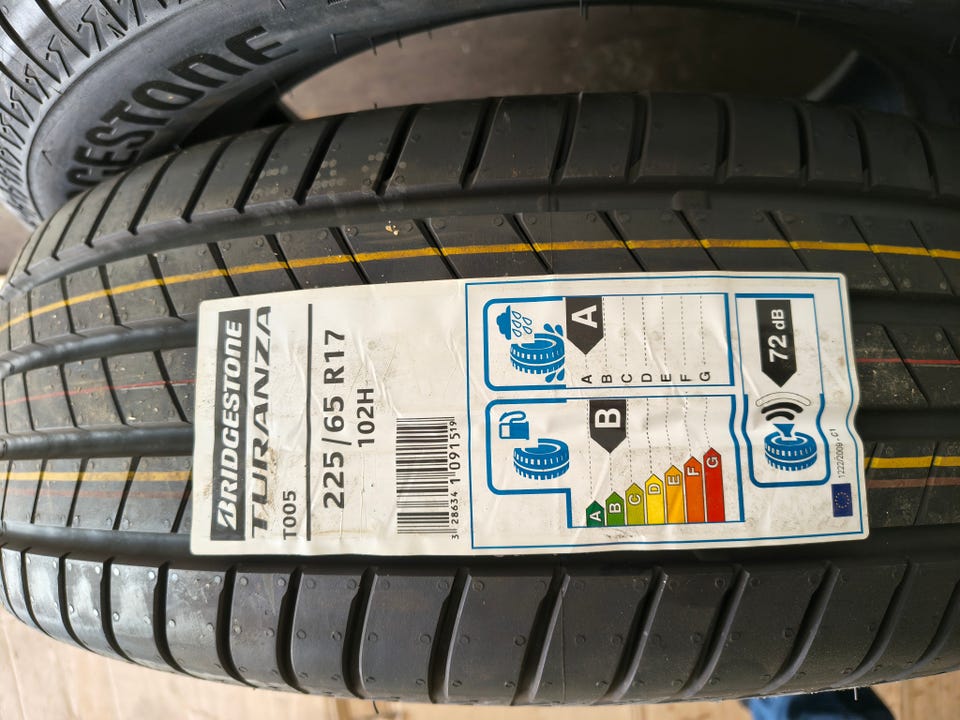 BRIDGESTONE
BRIDGESTONE
TURANZA
T005
225/65 R17
102H
3 286341 091519
A
A
B
C
D
E
F
G
B
A
B
C
D
E
F
G
72 dB
1222/2009 - C1